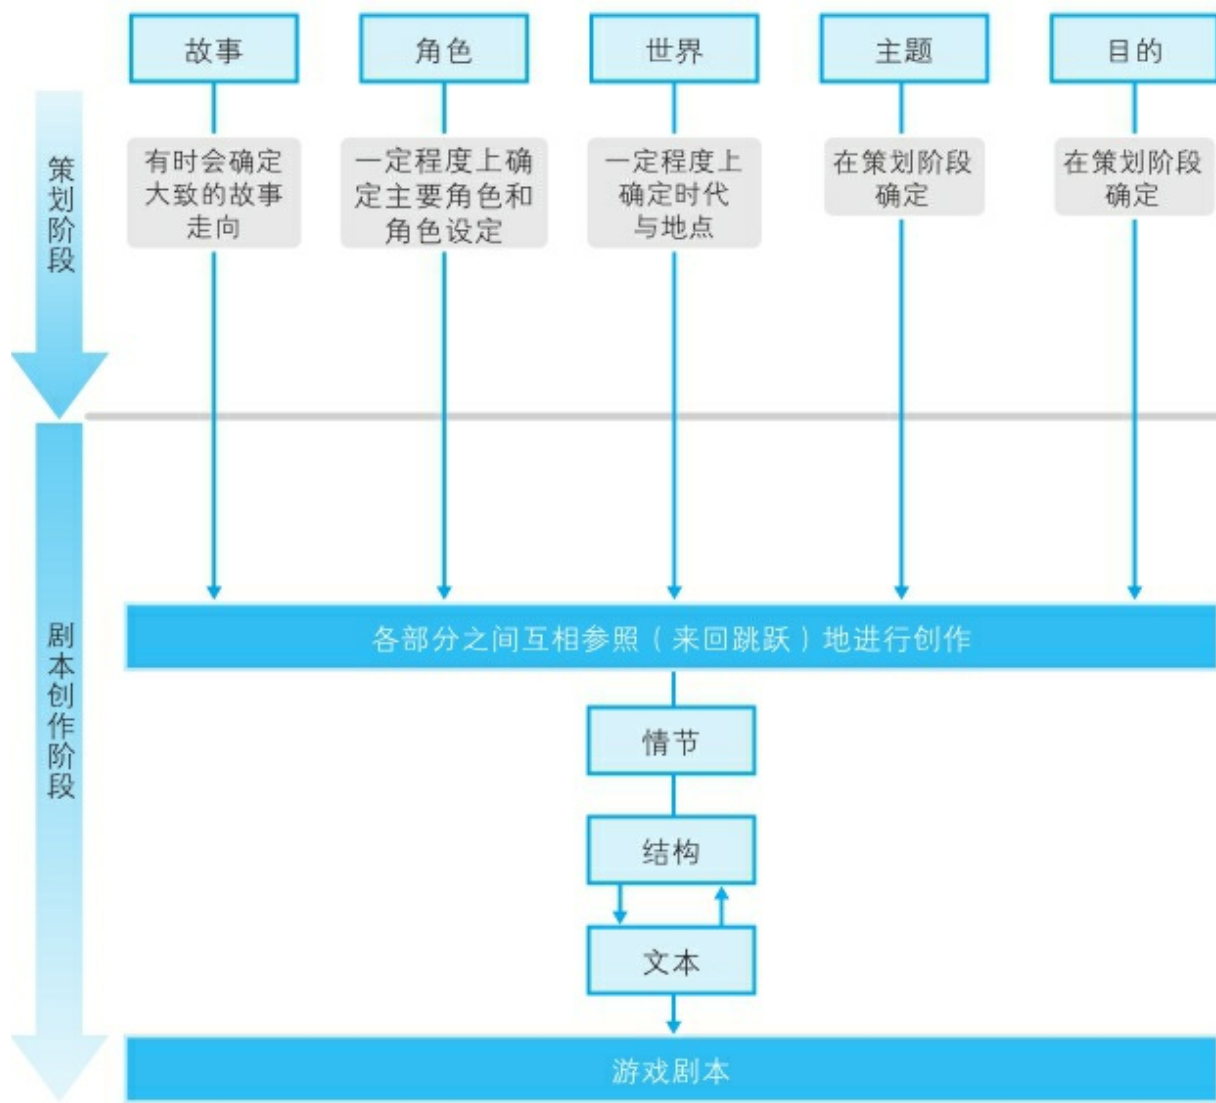 故事
角色
世界
主题
目的
策划阶段
有时会确定
大致的故事
走向
一定程度上确
定主要角色和
角色设定
一定程度上
确定时代
与地点
在策划阶段
确定
在策划阶段
确定
剧本创作阶段
各部分之间互相参照（来回跳跃）地进行创作
情节
结构
文本
游戏剧本